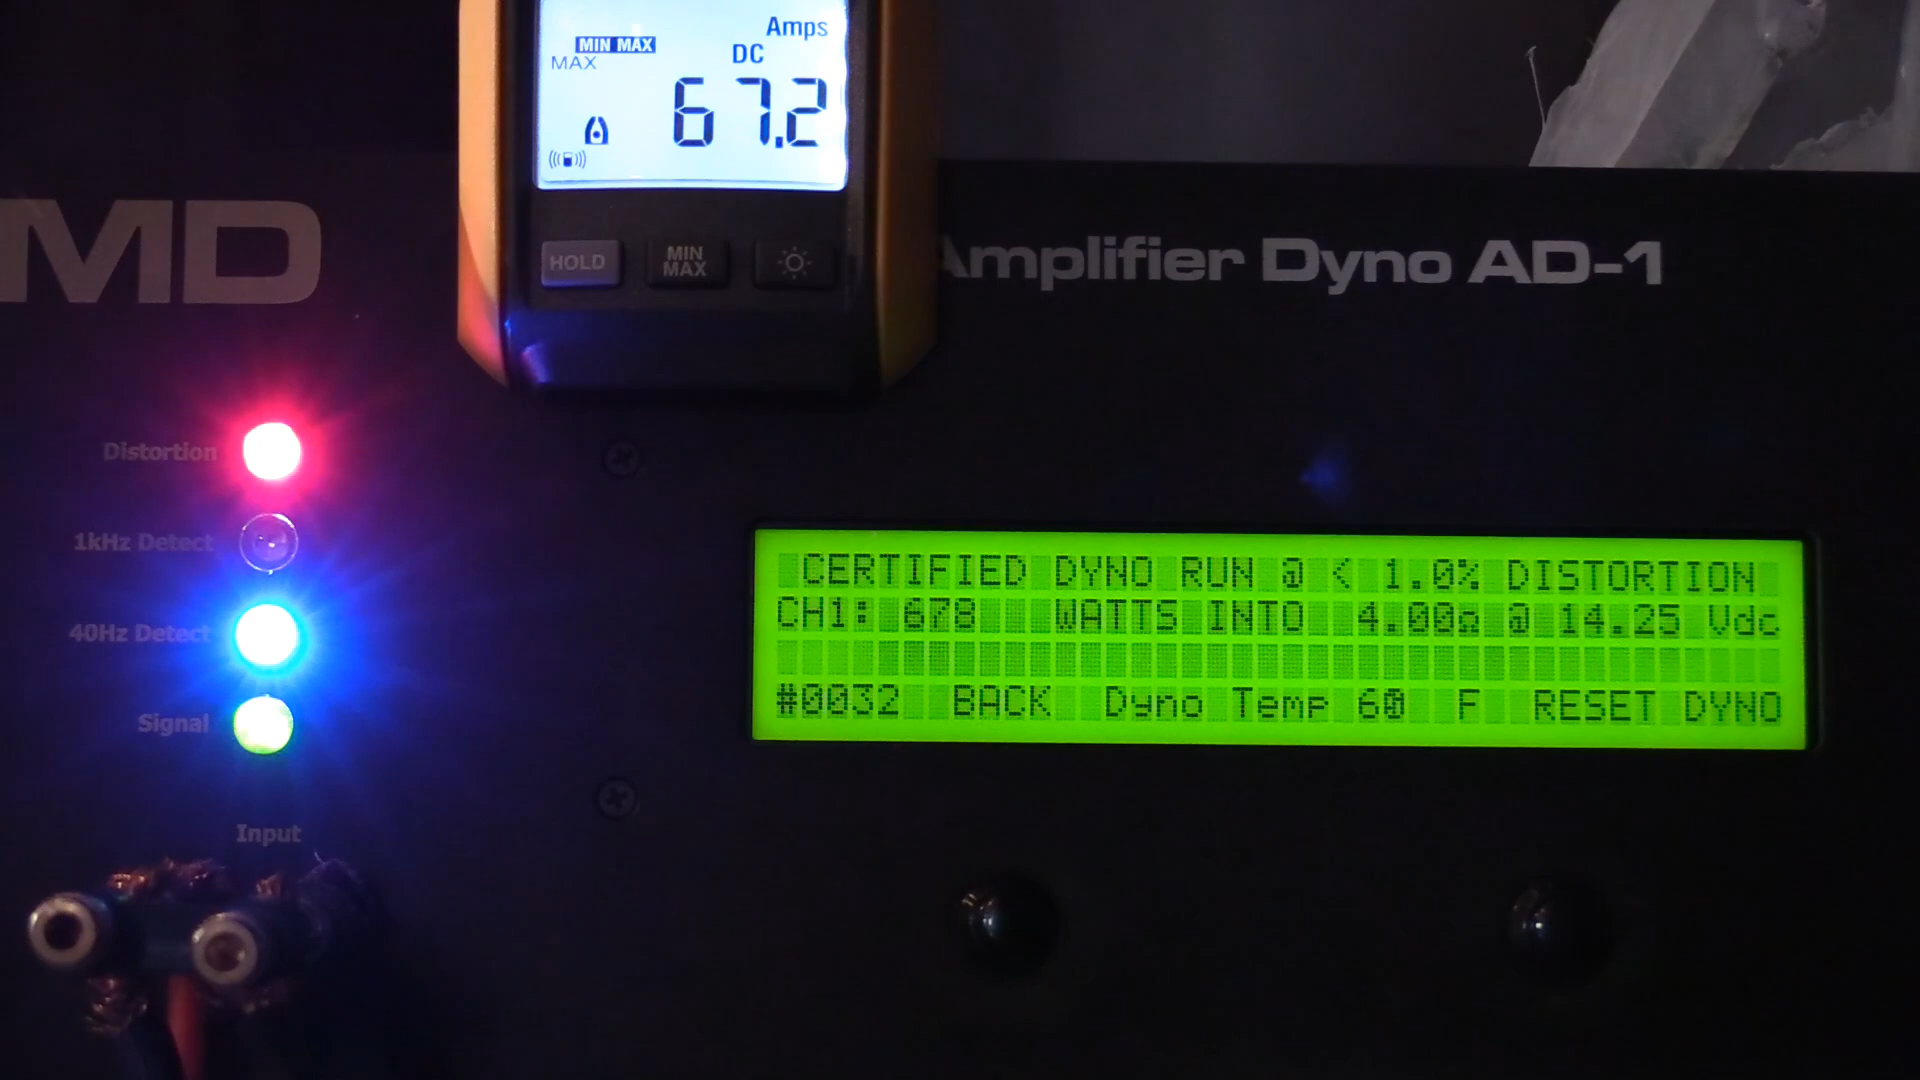 Amps
MIN MAX
MAX
DC
67.2
HOLD
MIN
MAX
MD
Amplifier Dyno AD-1
Distortion
1kHz Detect
40Hz Detect
Signal
Input
CERTIFIED DYNO RUN @ < 1.0% DISTORTION
CH1: 678 WATTS INTO 4.00Ω @ 14.25 Vdc
#0032 BACK Dyno Temp 60 F RESET DYNO